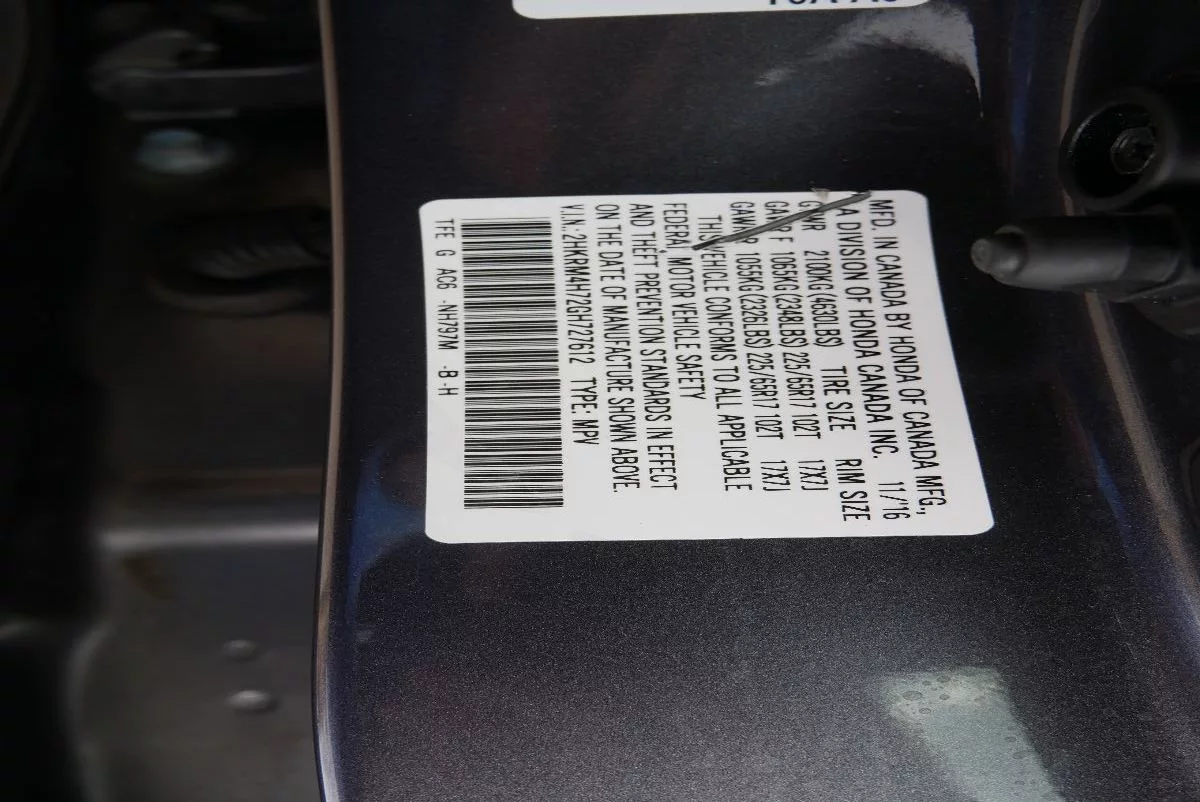 MFD. IN CANADA BY HONDA OF CANADA MFG.,
A DIVISION OF HONDA CANADA INC. 11/'16
GVWR 2100KG(4630LBS) TIRE SIZE RIM SIZE
GAWR F 1065KG(2348LBS) 225/65R17 102T 17X7J
GAWR R 1055KG(2326LBS) 225/65R17 102T 17X7J
THIS VEHICLE CONFORMS TO ALL APPLICABLE
FEDERAL MOTOR VEHICLE SAFETY
AND THEFT PREVENTION STANDARDS IN EFFECT
ON THE DATE OF MANUFACTURE SHOWN ABOVE.
V.I.N.:2HKRM4H72GH727612 TYPE: MPV
TFE G AC6 -NH797M -B -H